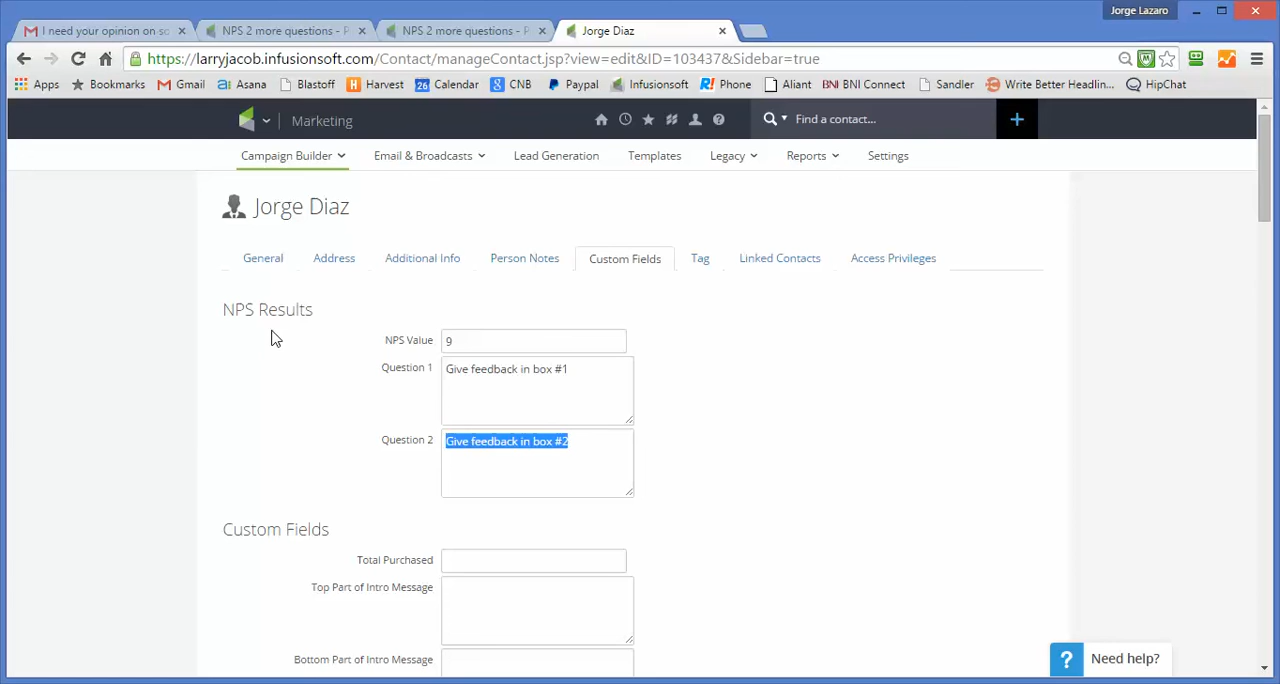 Jorge Lazaro
I need your opinion on so
NPS 2 more questions - P
NPS 2 more questions - P
Jorge Diaz
https://larryjacob.infusionsoft.com/Contact/manageContact.jsp?view=edit&ID=103437&Sidebar=true
Apps Bookmarks Gmail Asana Blastoff Harvest 26 Calendar CNB Paypal Infusionsoft R! Phone Aliant BNI BNI Connect Sandler Write Better Headlin... HipChat
Marketing
Find a contact...
Campaign Builder Email & Broadcasts Lead Generation Templates Legacy Reports Settings
Jorge Diaz
General Address Additional Info Person Notes Custom Fields Tag Linked Contacts Access Privileges
NPS Results
NPS Value 9
Question 1 Give feedback in box #1
Question 2 Give feedback in box #2
Custom Fields
Total Purchased
Top Part of Intro Message
Bottom Part of Intro Message
? Need help?